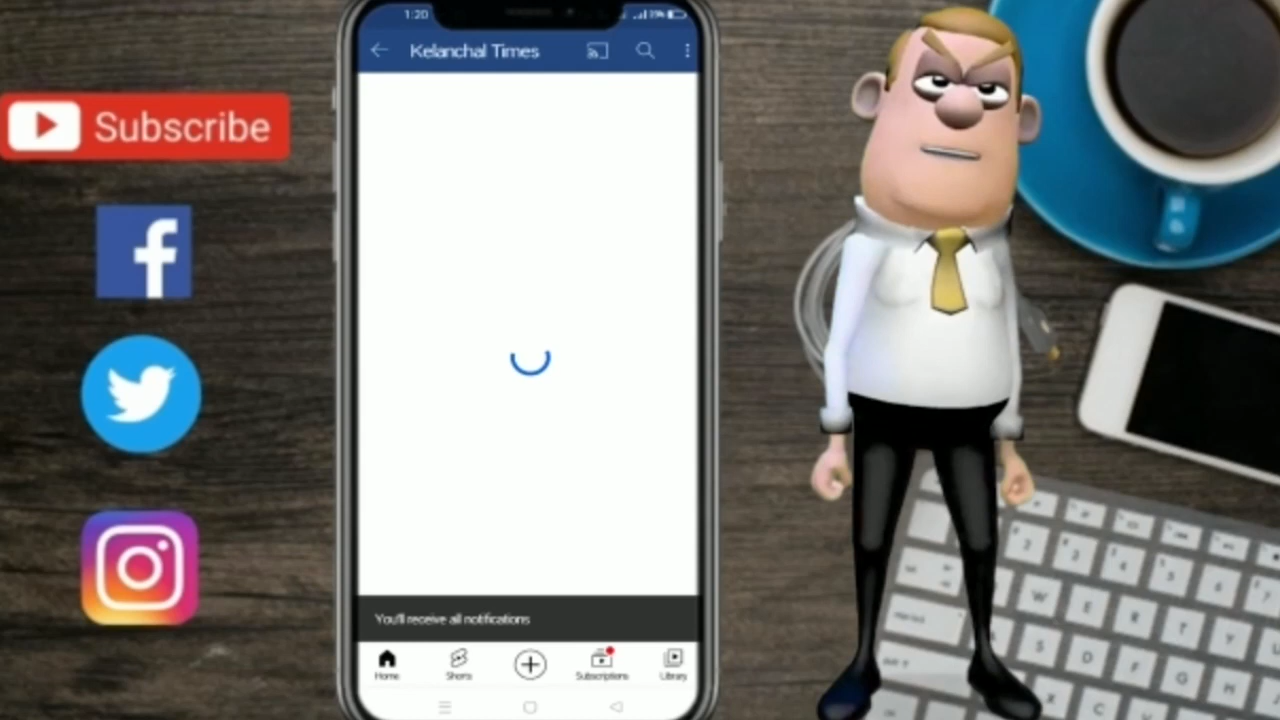 1:20
Kelanchal Times
Subscribe
You'll receive all notifications
Home
Shorts
Subscriptions
Library